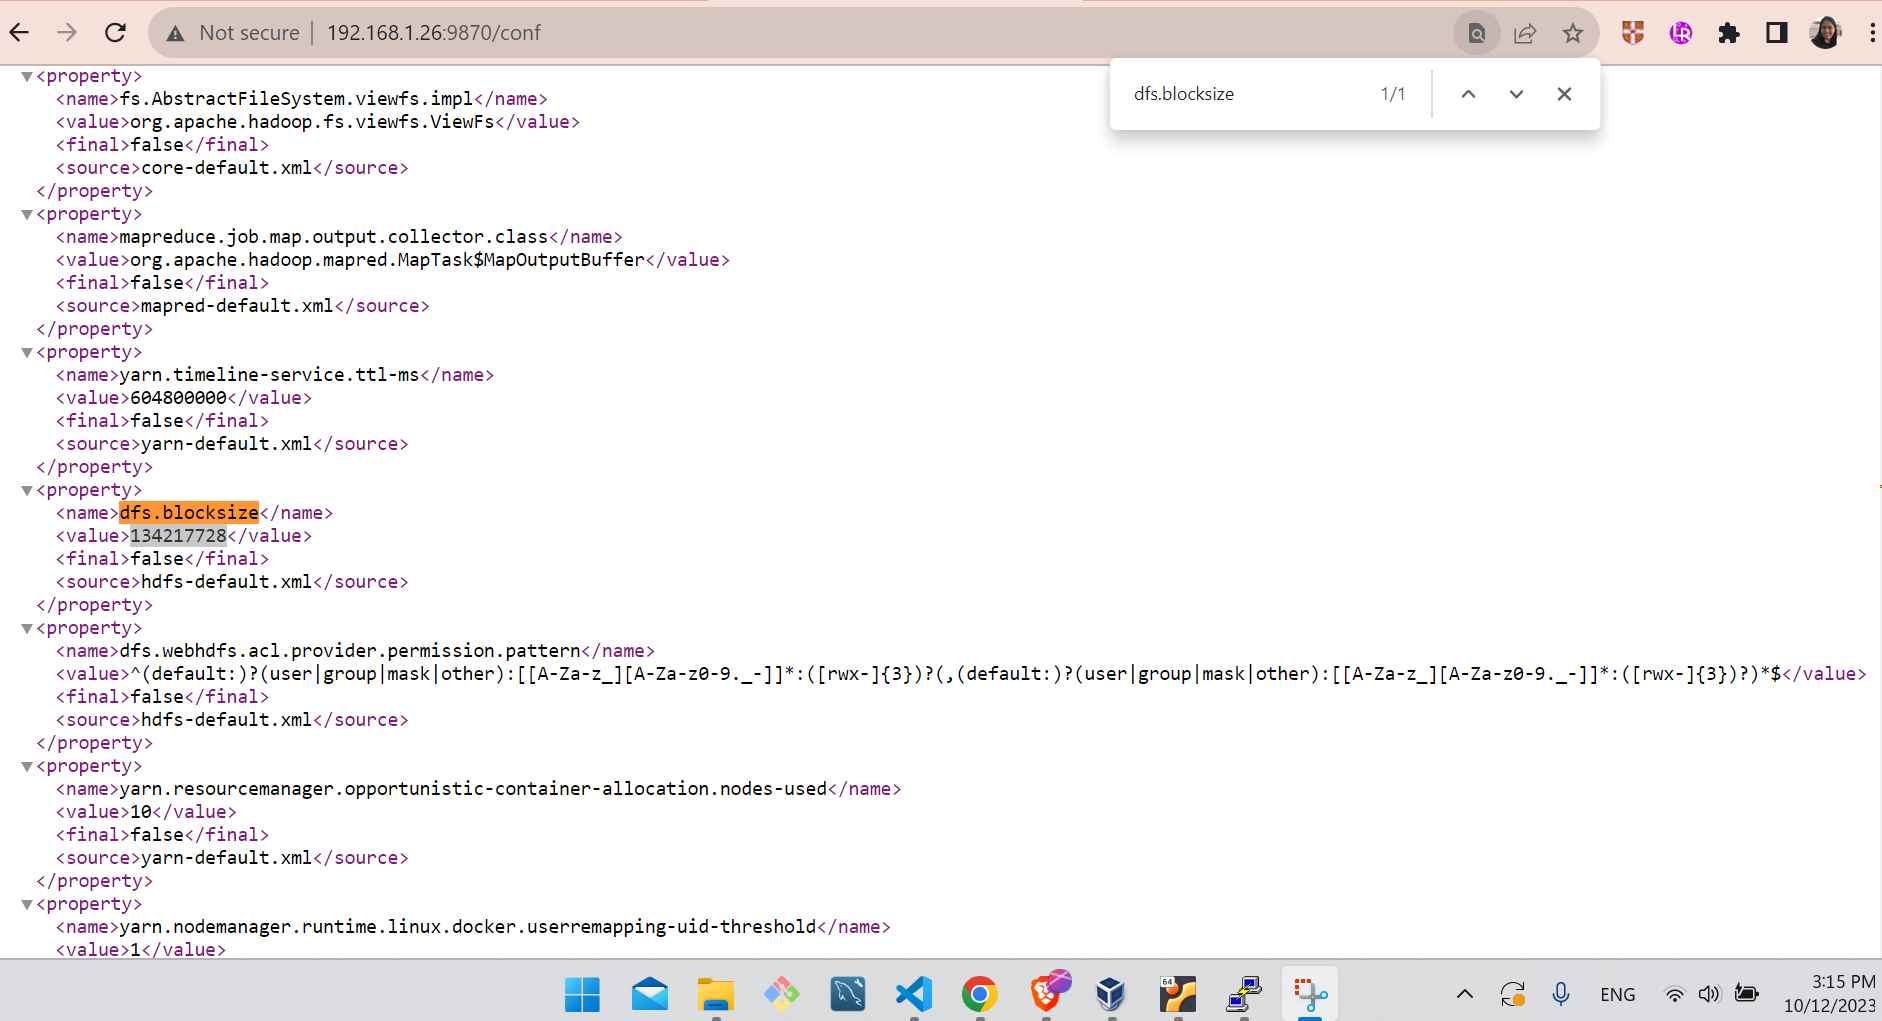 Not secure
192.168.1.26:9870/conf
dfs.blocksize
1/1
<property>
<name>fs.AbstractFileSystem.viewfs.impl</name>
<value>org.apache.hadoop.fs.viewfs.ViewFs</value>
<final>false</final>
<source>core-default.xml</source>
</property>
<property>
<name>mapreduce.job.map.output.collector.class</name>
<value>org.apache.hadoop.mapred.MapTask$MapOutputBuffer</value>
<final>false</final>
<source>mapred-default.xml</source>
</property>
<property>
<name>yarn.timeline-service.ttl-ms</name>
<value>604800000</value>
<final>false</final>
<source>yarn-default.xml</source>
</property>
<property>
<name>dfs.blocksize</name>
<value>134217728</value>
<final>false</final>
<source>hdfs-default.xml</source>
</property>
<property>
<name>dfs.webhdfs.acl.provider.permission.pattern</name>
<value>^(default:)?(user|group|mask|other):[[A-Za-z_][A-Za-z0-9._-]]*:([rwx-]{3})?(,(default:)?(user|group|mask|other):[[A-Za-z_][A-Za-z0-9._-]]*:([rwx-]{3})?)*$</value>
<final>false</final>
<source>hdfs-default.xml</source>
</property>
<property>
<name>yarn.resourcemanager.opportunistic-container-allocation.nodes-used</name>
<value>10</value>
<final>false</final>
<source>yarn-default.xml</source>
</property>
<property>
<name>yarn.nodemanager.runtime.linux.docker.userremapping-uid-threshold</name>
<value>1</value>
64
ENG
3:15 PM
10/12/2023